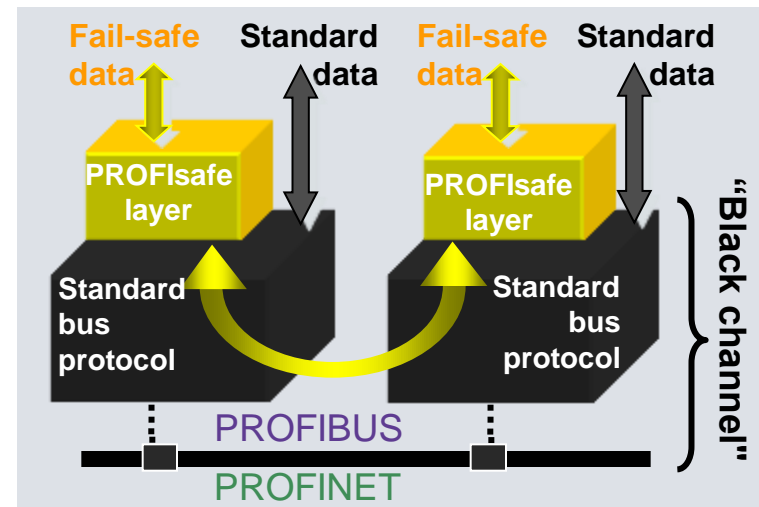 Fail-safe
data
Standard
data
Fail-safe
data
Standard
data
PROFIsafe
layer
PROFIsafe
layer
Standard
bus
protocol
Standard
bus
protocol
“Black channel"
PROFIBUS
PROFINET